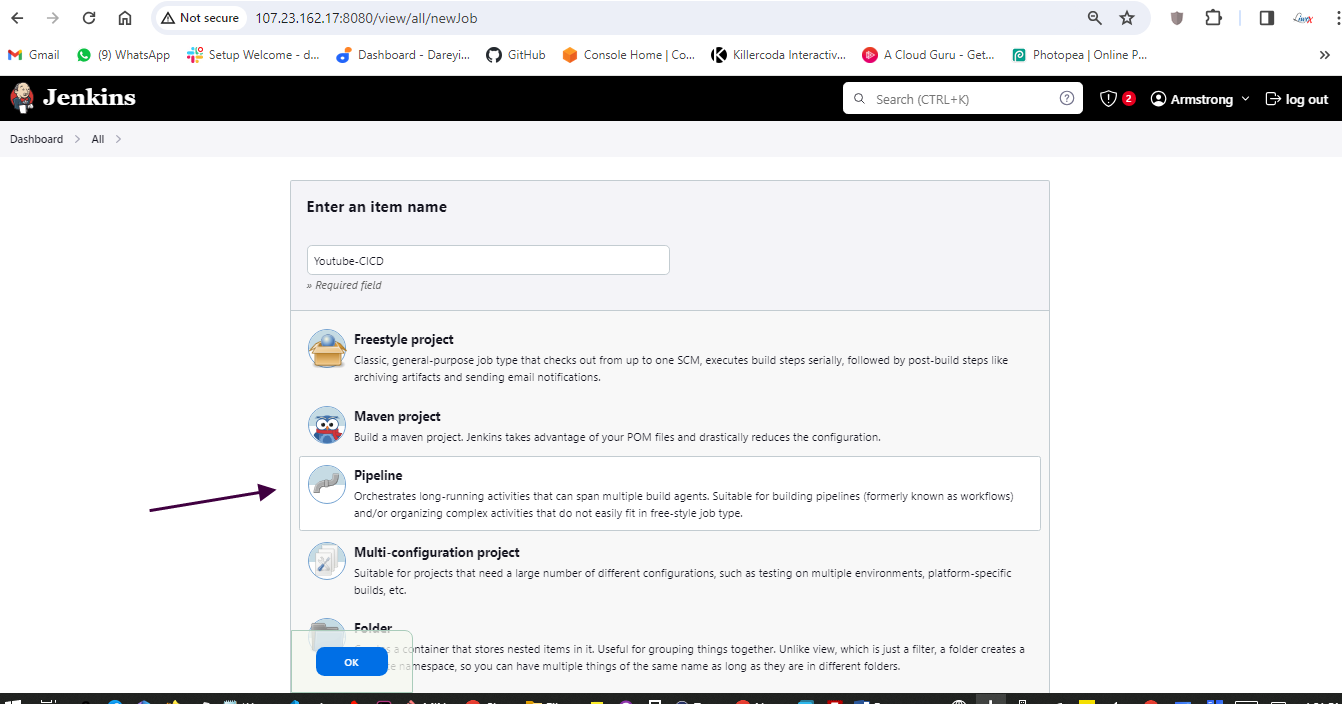 Not secure 107.23.162.17:8080/view/all/newJob
Gmail (9) WhatsApp Setup Welcome - d... Dashboard - Dareyi... GitHub Console Home | Co... Killercoda Interactiv... A Cloud Guru - Get... Photopea | Online P... »
Jenkins Search (CTRL+K) 2 Armstrong log out
Dashboard All
Enter an item name
Youtube-CICD
» Required field
Freestyle project
Classic, general-purpose job type that checks out from up to one SCM, executes build steps serially, followed by post-build steps like
archiving artifacts and sending email notifications.
Maven project
Build a maven project. Jenkins takes advantage of your POM files and drastically reduces the configuration.
Pipeline
Orchestrates long-running activities that can span multiple build agents. Suitable for building pipelines (formerly known as workflows)
and/or organizing complex activities that do not easily fit in free-style job type.
Multi-configuration project
Suitable for projects that need a large number of different configurations, such as testing on multiple environments, platform-specific
builds, etc.
Folder
a container that stores nested items in it. Useful for grouping things together. Unlike view, which is just a filter, a folder creates a
namespace, so you can have multiple things of the same name as long as they are in different folders.
OK